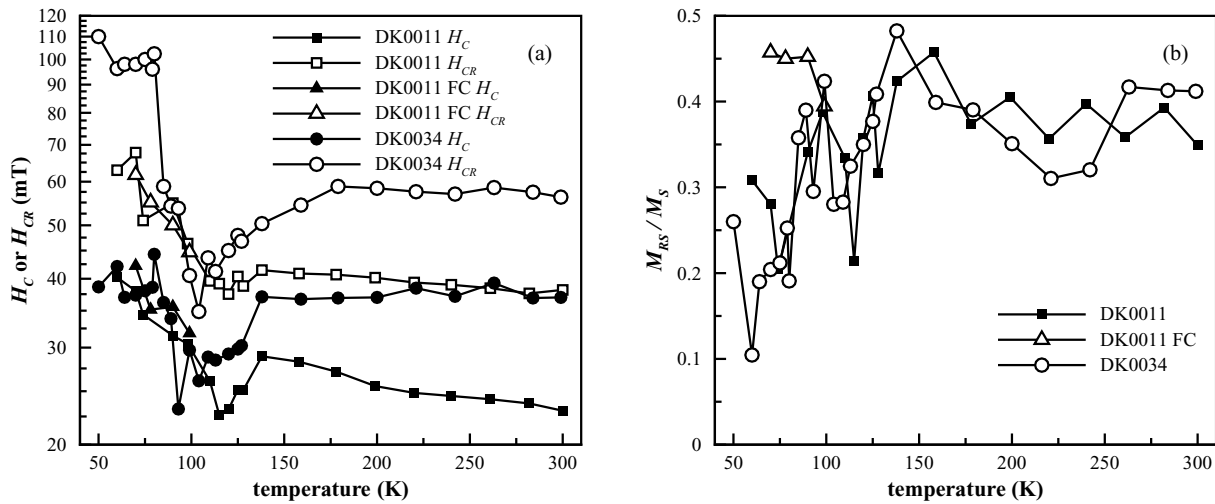 120
110
100
90
80
70
60
50
40
30
20
H_C or H_CR (mT)
50
100
150
200
250
300
temperature (K)
(a)
DK0011 H_C
DK0011 H_CR
DK0011 FC H_C
DK0011 FC H_CR
DK0034 H_C
DK0034 H_CR
0.5
0.4
0.3
0.2
0.1
0
M_RS / M_S
50
100
150
200
250
300
temperature (K)
(b)
DK0011
DK0011 FC
DK0034